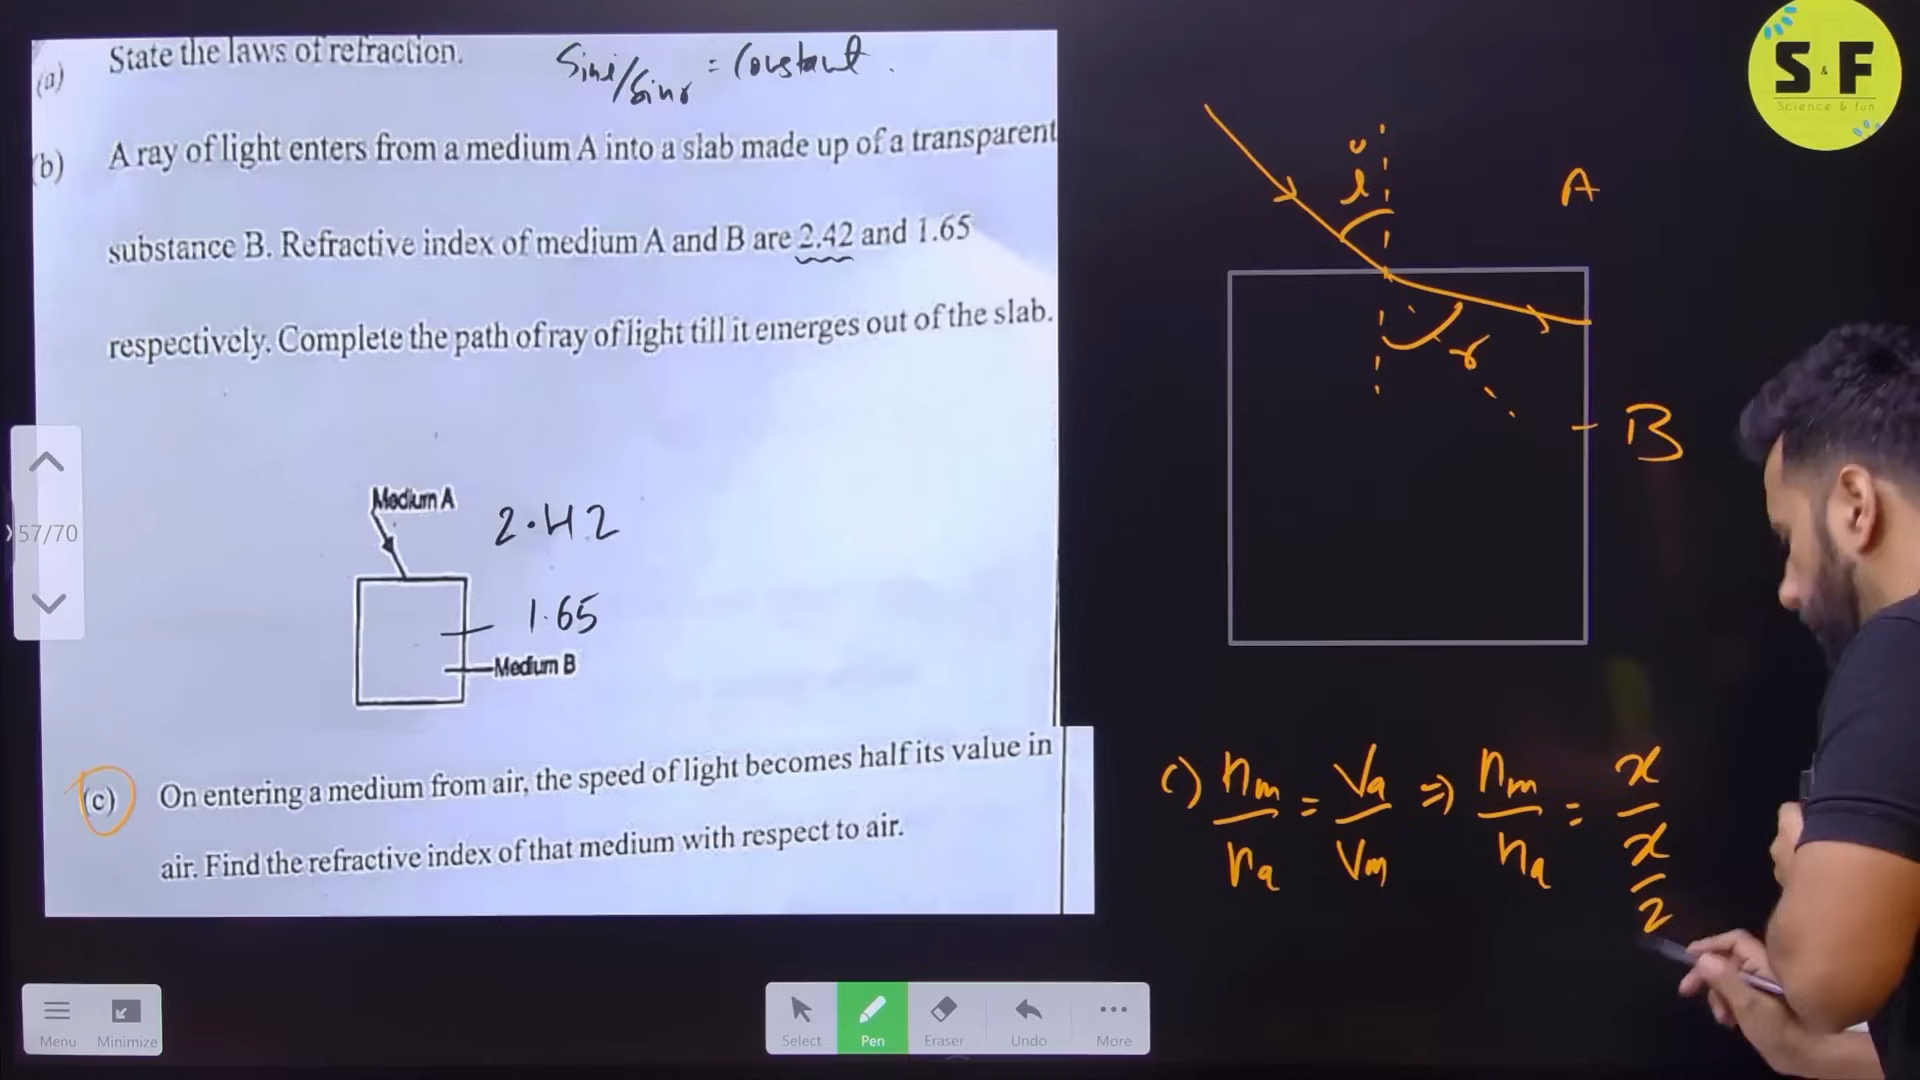 (a) State the laws of refraction. Sini/Sinr = Constant.
(b) A ray of light enters from a medium A into a slab made up of a transparent
substance B. Refractive index of medium A and B are 2.42 and 1.65
respectively. Complete the path of ray of light till it emerges out of the slab.
Medium A 2.42
1.65
Medium B
(c) On entering a medium from air, the speed of light becomes half its value in
air. Find the refractive index of that medium with respect to air.
57/70
S & F
Science & fun
i
A
r
B
c) nm/na = Va/Vm => nm/na = x/x/2
Menu
Minimize
Select
Pen
Eraser
Undo
More